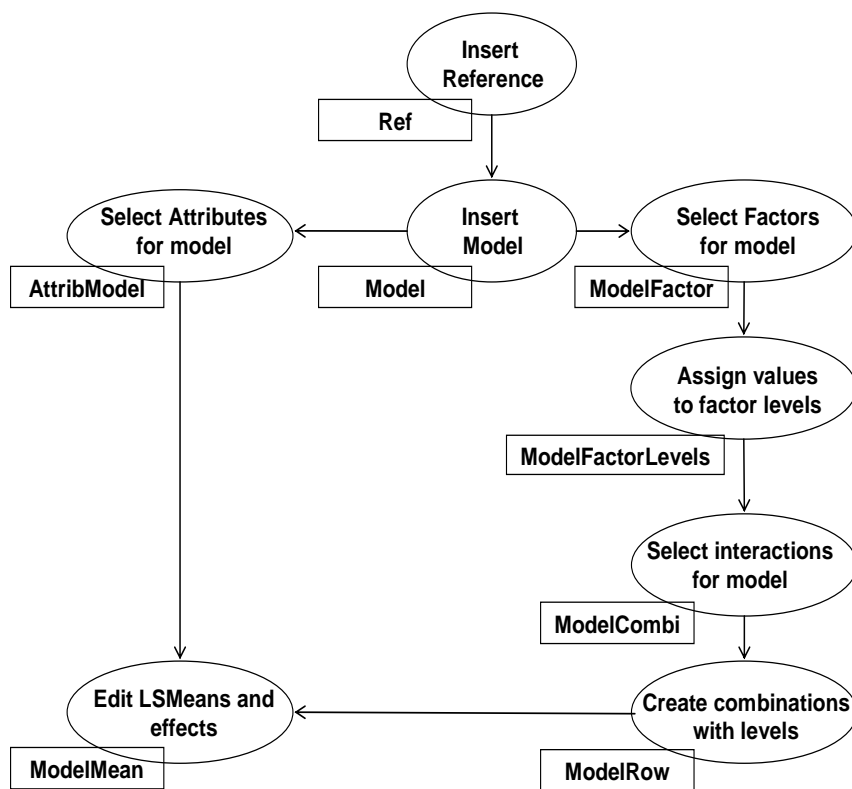 Insert
Reference
Ref
Select Attributes
for model
AttribModel
Insert
Model
Model
Select Factors
for model
ModelFactor
Assign values
to factor levels
ModelFactorLevels
Select interactions
for model
ModelCombi
Edit LSMeans and
effects
ModelMean
Create combinations
with levels
ModelRow